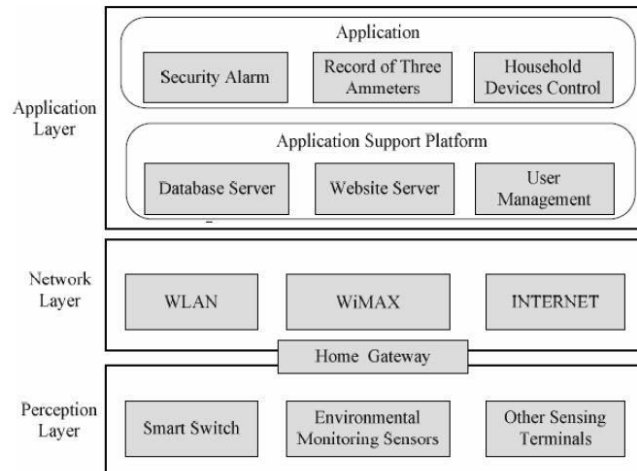 Application
Layer
Application
Security Alarm
Record of Three
Ammeters
Household
Devices Control
Application Support Platform
Database Server
Website Server
User
Management
Network
Layer
WLAN
WiMAX
INTERNET
Home Gateway
Perception
Layer
Smart Switch
Environmental
Monitoring Sensors
Other Sensing
Terminals